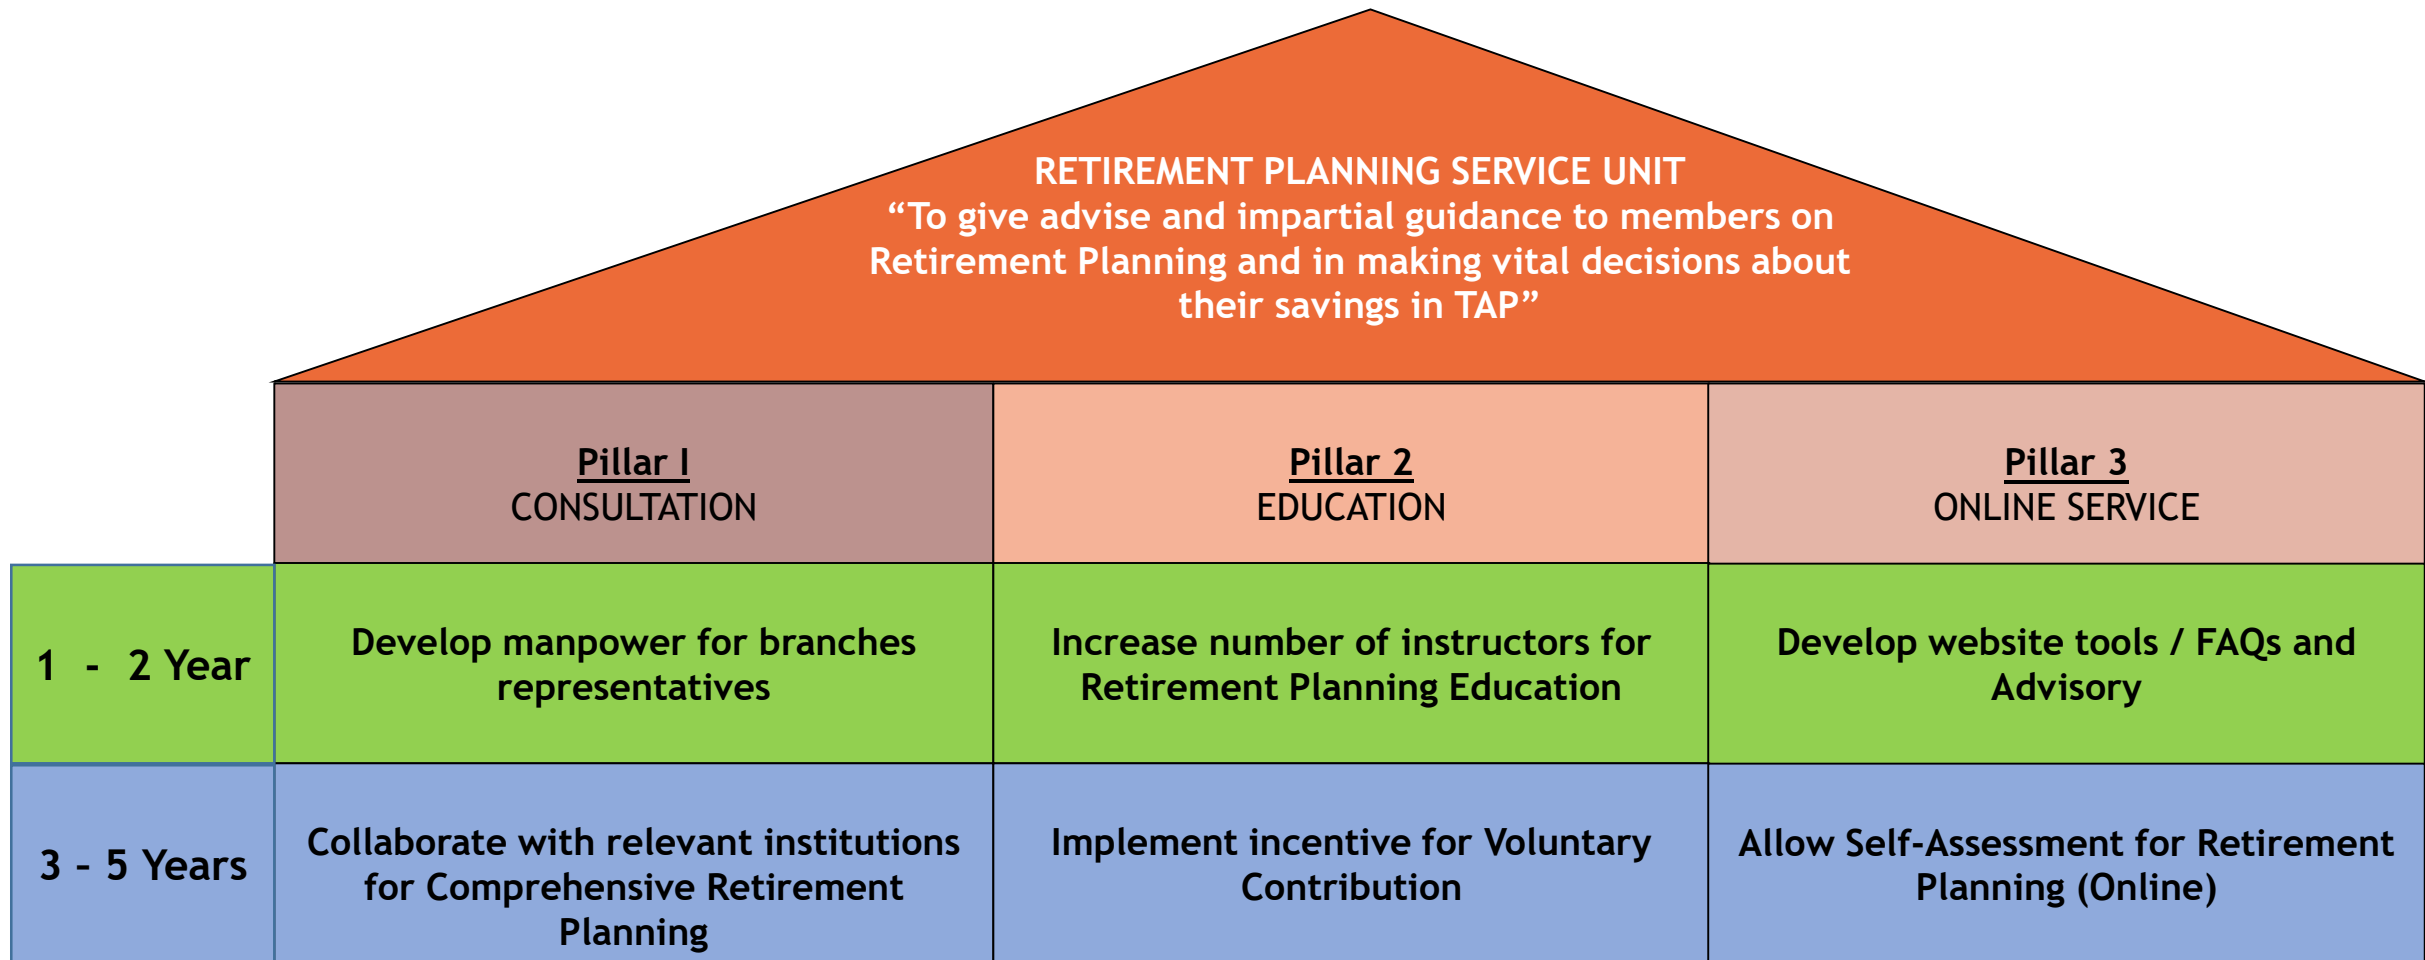 RETIREMENT PLANNING SERVICE UNIT
“To give advise and impartial guidance to members on
Retirement Planning and in making vital decisions about
their savings in TAP”
Pillar I
CONSULTATION
Pillar 2
EDUCATION
Pillar 3
ONLINE SERVICE
1 - 2 Year
Develop manpower for branches
representatives
Increase number of instructors for
Retirement Planning Education
Develop website tools / FAQs and
Advisory
3 – 5 Years
Collaborate with relevant institutions
for Comprehensive Retirement
Planning
Implement incentive for Voluntary
Contribution
Allow Self-Assessment for Retirement
Planning (Online)